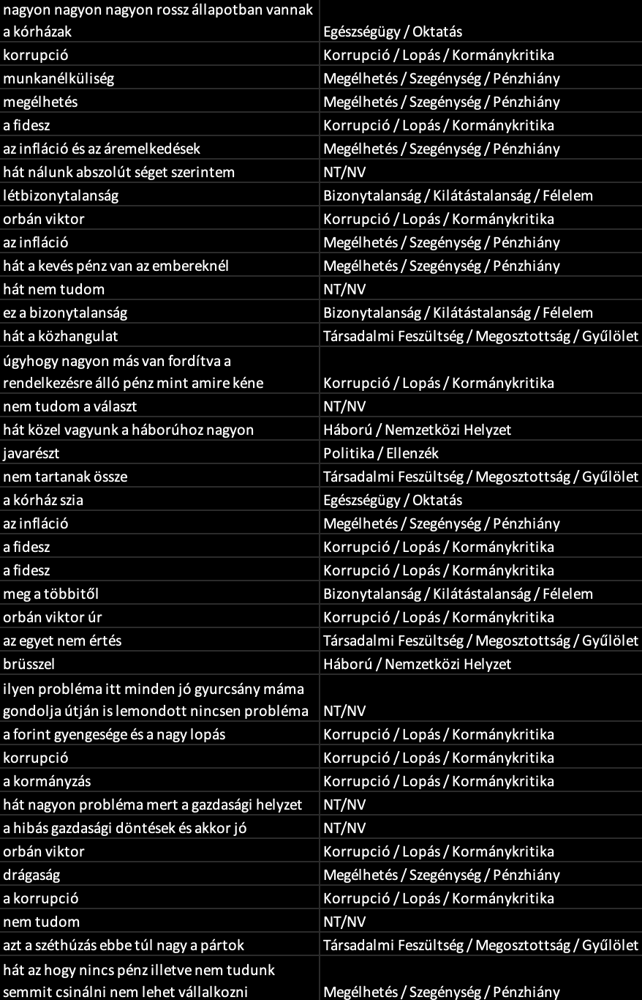 nagyon nagyon nagyon rossz állapotban vannak
a kórházak Egészségügy / Oktatás
korrupció Korrupció / Lopás / Kormánykritika
munkanélküliség Megélhetés / Szegénység / Pénzhiány
megélhetés Megélhetés / Szegénység / Pénzhiány
a fidesz Korrupció / Lopás / Kormánykritika
az infláció és az áremelkedések Megélhetés / Szegénység / Pénzhiány
hát nálunk abszolút séget szerintem NT/NV
létbizonytalanság Bizonytalanság / Kilátástalanság / Félelem
orbán viktor Korrupció / Lopás / Kormánykritika
az infláció Megélhetés / Szegénység / Pénzhiány
hát a kevés pénz van az embereknél Megélhetés / Szegénység / Pénzhiány
hát nem tudom NT/NV
ez a bizonytalanság Bizonytalanság / Kilátástalanság / Félelem
hát a közhangulat Társadalmi Feszültség / Megosztottság / Gyűlölet
úgyhogy nagyon más van fordítva a
rendelkezésre álló pénz mint amire kéne Korrupció / Lopás / Kormánykritika
nem tudom a választ NT/NV
hát közel vagyunk a háborúhoz nagyon Háború / Nemzetközi Helyzet
javarészt Politika / Ellenzék
nem tartanak össze Társadalmi Feszültség / Megosztottság / Gyűlölet
a kórház szia Egészségügy / Oktatás
az infláció Megélhetés / Szegénység / Pénzhiány
a fidesz Korrupció / Lopás / Kormánykritika
a fidesz Korrupció / Lopás / Kormánykritika
meg a többitől Bizonytalanság / Kilátástalanság / Félelem
orbán viktor úr Korrupció / Lopás / Kormánykritika
az egyet nem értés Társadalmi Feszültség / Megosztottság / Gyűlölet
brüsszel Háború / Nemzetközi Helyzet
ilyen probléma itt minden jó gyurcsány máma
gondolja útján is lemondott nincsen probléma NT/NV
a forint gyengesége és a nagy lopás Korrupció / Lopás / Kormánykritika
korrupció Korrupció / Lopás / Kormánykritika
a kormányzás Korrupció / Lopás / Kormánykritika
hát nagyon probléma mert a gazdasági helyzet NT/NV
a hibás gazdasági döntések és akkor jó NT/NV
orbán viktor Korrupció / Lopás / Kormánykritika
drágaság Megélhetés / Szegénység / Pénzhiány
a korrupció Korrupció / Lopás / Kormánykritika
nem tudom NT/NV
azt a széthúzás ebbe túl nagy a pártok Társadalmi Feszültség / Megosztottság / Gyűlölet
hát az hogy nincs pénz illetve nem tudunk
semmit csinálni nem lehet vállalkozni Megélhetés / Szegénység / Pénzhiány